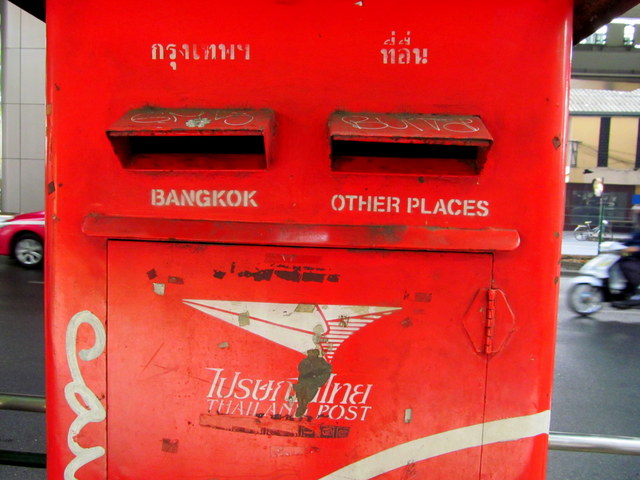 กรุงเทพฯ ที่อื่น
BANGKOK OTHER PLACES
ไปรษณีย์ไทย
THAILAND POST